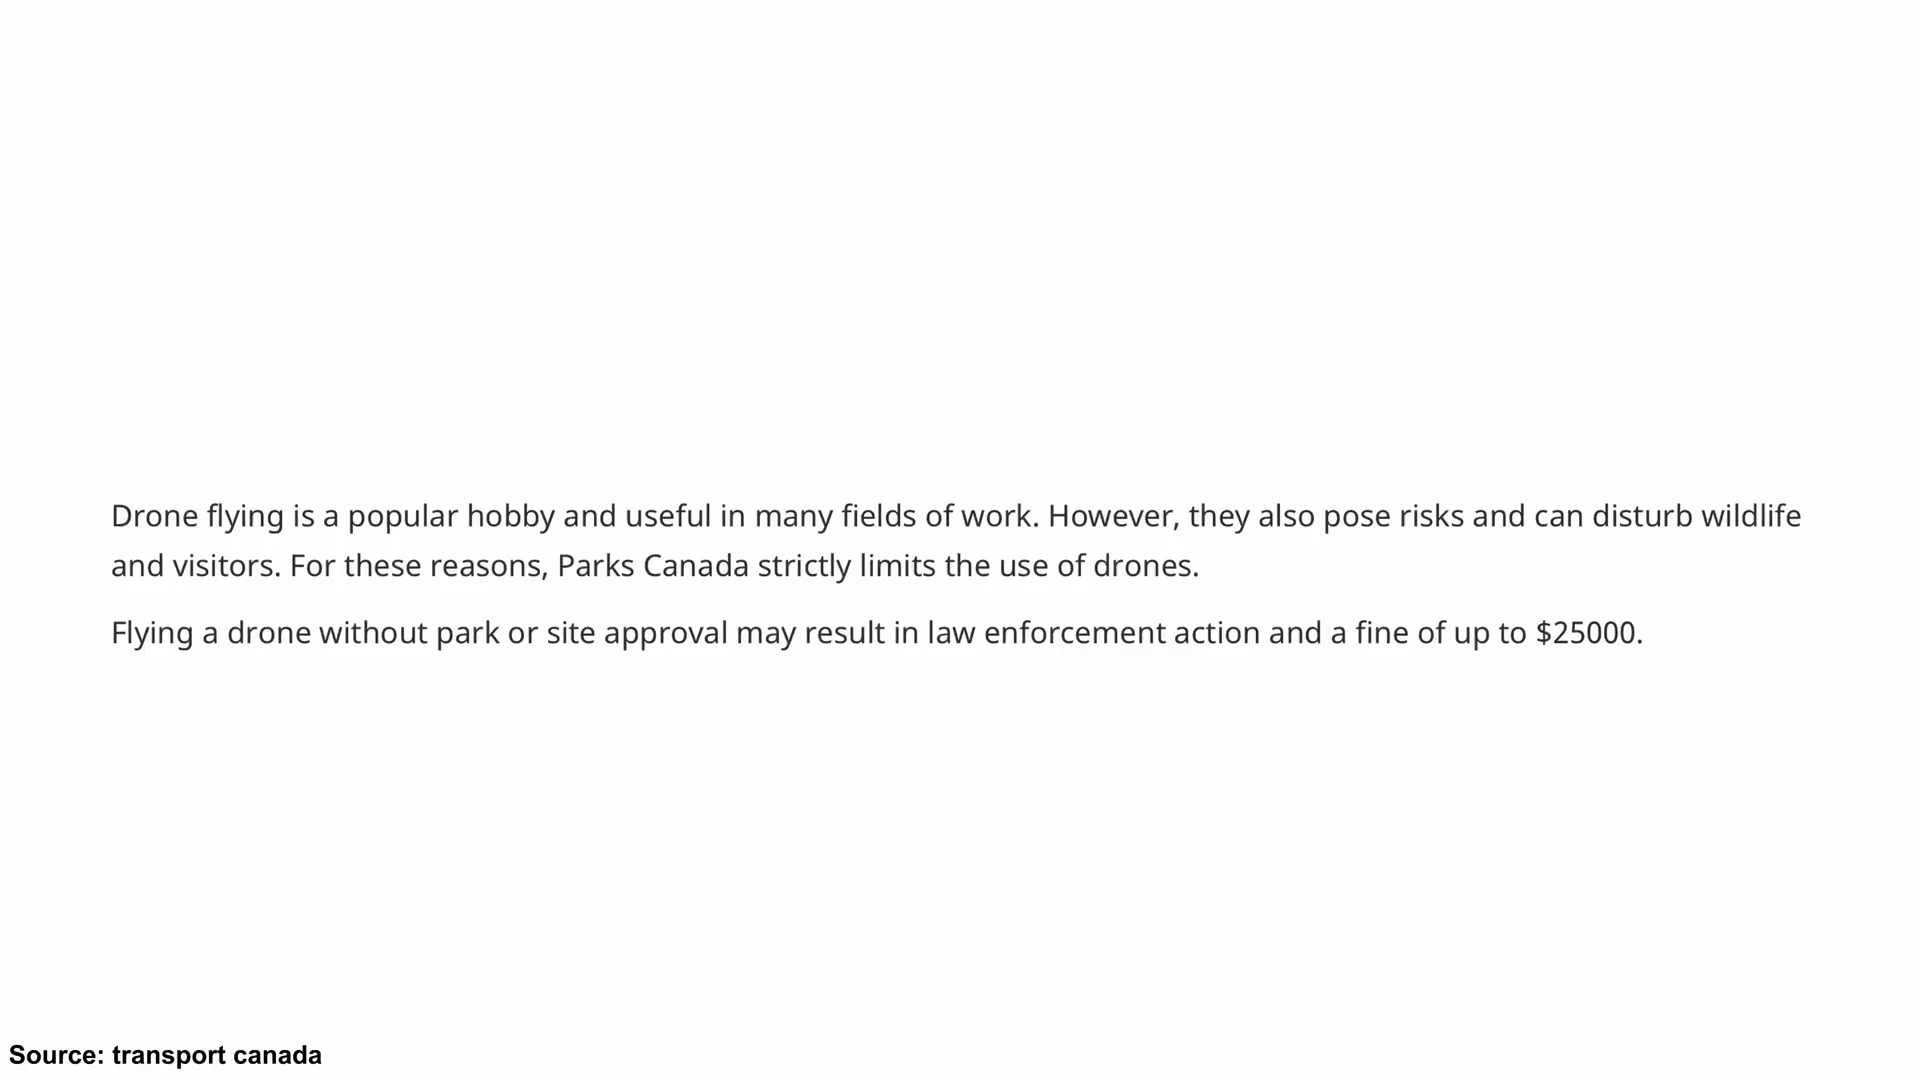 Drone flying is a popular hobby and useful in many fields of work. However, they also pose risks and can disturb wildlife
and visitors. For these reasons, Parks Canada strictly limits the use of drones.
Flying a drone without park or site approval may result in law enforcement action and a fine of up to $25000.
Source: transport canada